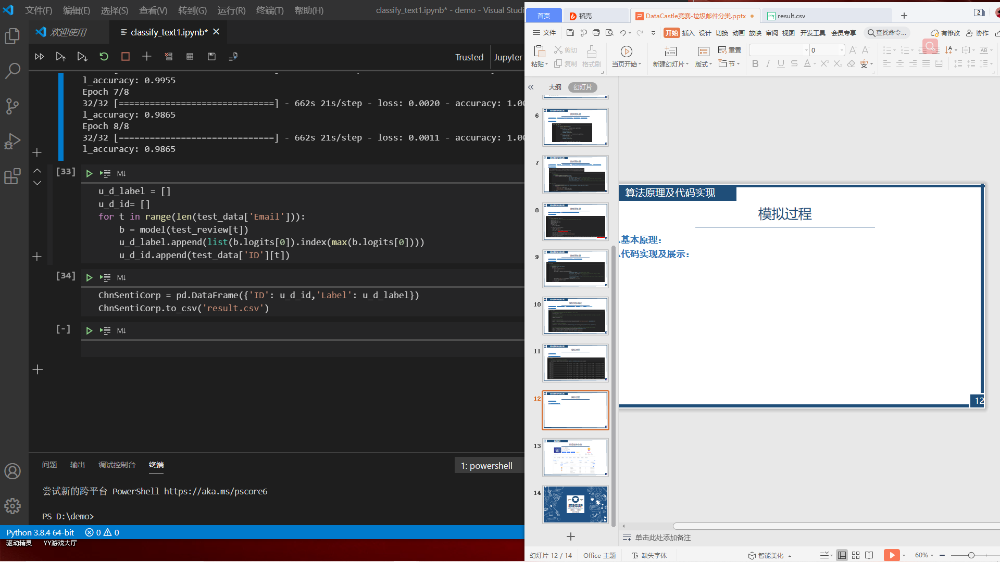 文件(F) 编辑(E) 选择(S) 查看(V) 转到(G) 运行(R) 终端(T) 帮助(H) classify_text1.ipynb* - demo - Visual Studi
欢迎使用 classify_text1.ipynb*
Trusted Jupyter
l_accuracy: 0.9955
Epoch 7/8
32/32 [==============================] - 662s 21s/step - loss: 0.0020 - accuracy: 1.00
l_accuracy: 0.9865
Epoch 8/8
32/32 [==============================] - 662s 21s/step - loss: 0.0011 - accuracy: 1.00
l_accuracy: 0.9865
[33] M↓
u_d_label = []
u_d_id= []
for t in range(len(test_data['Email'])):
    b = model(test_review[t])
    u_d_label.append(list(b.logits[0]).index(max(b.logits[0])))
    u_d_id.append(test_data['ID'][t])
[34] M↓
ChnSentiCorp = pd.DataFrame({'ID': u_d_id,'Label': u_d_label})
ChnSentiCorp.to_csv('result.csv')
[-] M↓
问题 输出 调试控制台 终端 1: powershell
尝试新的跨平台 PowerShell https://aka.ms/pscore6
PS D:\demo>
Python 3.8.4 64-bit 0 0
驱动精灵 YY游戏大厅
首页 稻壳 DataCastle竞赛-垃圾邮件分类.pptx result.csv 2
文件 开始 插入 设计 切换 动画 放映 审阅 视图 开发工具 会员专享 查找命令... 有修改 协作
剪切 重置 0
粘贴 复制 格式刷 当页开始 新建幻灯片 版式 节
大纲 幻灯片
6
7
8
9
10
11
12
13
14
感谢聆听
算法原理及代码实现
模拟过程
基本原理：
代码实现及展示：
12
单击此处添加备注
幻灯片 12 / 14 Office 主题 缺失字体 智能美化 60%